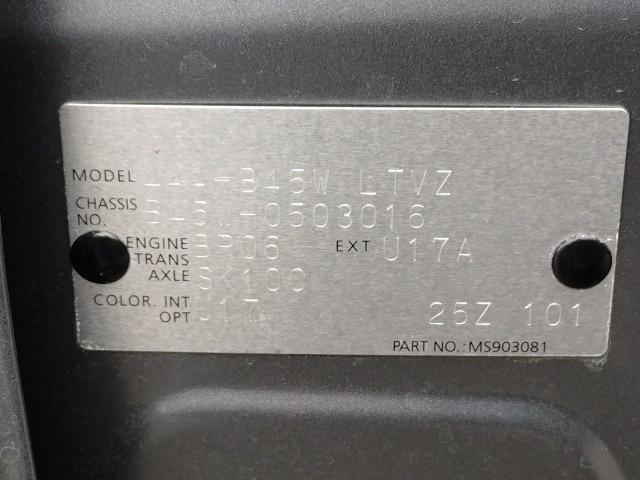 MODEL 4AA-B45W LTVZ
CHASSIS NO. B45W-0503016
ENGINE BR06 EXT U17A
TRANS AXLE SK100
COLOR. INT U17
OPT 25Z 101
PART NO.: MS903081